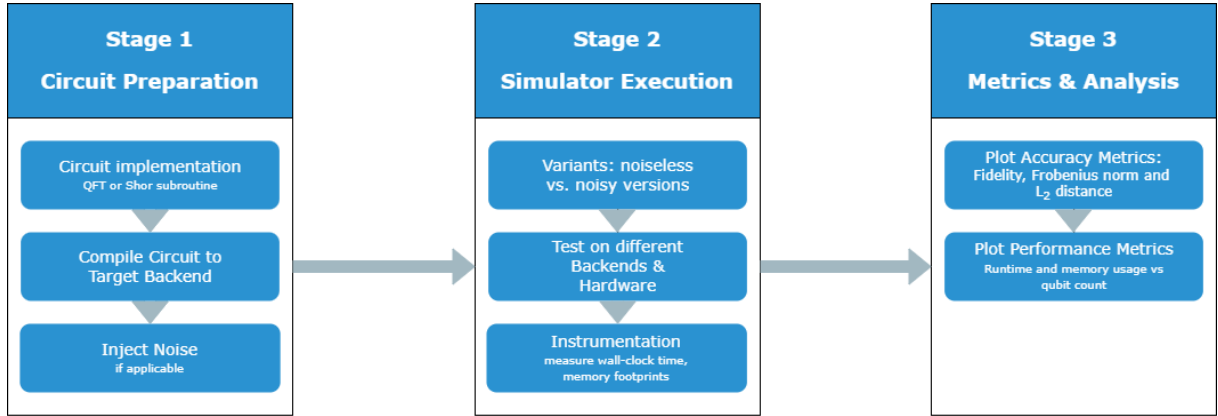 Stage 1
Circuit Preparation
Circuit implementation
QFT or Shor subroutine
Compile Circuit to
Target Backend
Inject Noise
if applicable
Stage 2
Simulator Execution
Variants: noiseless
vs. noisy versions
Test on different
Backends &
Hardware
Instrumentation
measure wall-clock time,
memory footprints
Stage 3
Metrics & Analysis
Plot Accuracy Metrics:
Fidelity, Frobenius norm and
L₂ distance
Plot Performance Metrics
Runtime and memory usage vs
qubit count